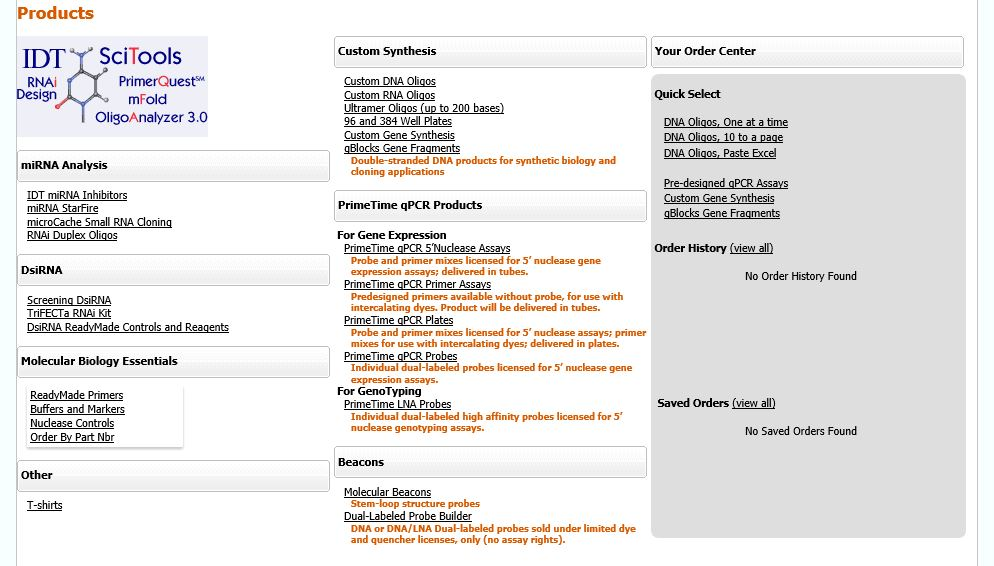 Products
IDT SciTools
RNAi
Design
PrimerQuest℠
mFold
OligoAnalyzer 3.0
miRNA Analysis
IDT miRNA Inhibitors
miRNA StarFire
microCache Small RNA Cloning
RNAi Duplex Oligos
DsiRNA
Screening DsiRNA
TriFECTa RNAi Kit
DsiRNA ReadyMade Controls and Reagents
Molecular Biology Essentials
ReadyMade Primers
Buffers and Markers
Nuclease Controls
Order By Part Nbr
Other
T-shirts
Custom Synthesis
Custom DNA Oligos
Custom RNA Oligos
Ultramer Oligos (up to 200 bases)
96 and 384 Well Plates
Custom Gene Synthesis
gBlocks Gene Fragments
Double-stranded DNA products for synthetic biology and
cloning applications
PrimeTime qPCR Products
For Gene Expression
PrimeTime qPCR 5’Nuclease Assays
Probe and primer mixes licensed for 5’ nuclease gene
expression assays; delivered in tubes.
PrimeTime qPCR Primer Assays
Predesigned primers available without probe, for use with
intercalating dyes. Product will be delivered in tubes.
PrimeTime qPCR Plates
Probe and primer mixes licensed for 5’ nuclease assays; primer
mixes for use with intercalating dyes; delivered in plates.
PrimeTime qPCR Probes
Individual dual-labeled probes licensed for 5’ nuclease gene
expression assays.
For GenoTyping
PrimeTime LNA Probes
Individual dual-labeled high affinity probes licensed for 5’
nuclease genotyping assays.
Beacons
Molecular Beacons
Stem-loop structure probes
Dual-Labeled Probe Builder
DNA or DNA/LNA Dual-labeled probes sold under limited dye
and quencher licenses, only (no assay rights).
Your Order Center
Quick Select
DNA Oligos, One at a time
DNA Oligos, 10 to a page
DNA Oligos, Paste Excel
Pre-designed qPCR Assays
Custom Gene Synthesis
gBlocks Gene Fragments
Order History (view all)
No Order History Found
Saved Orders (view all)
No Saved Orders Found